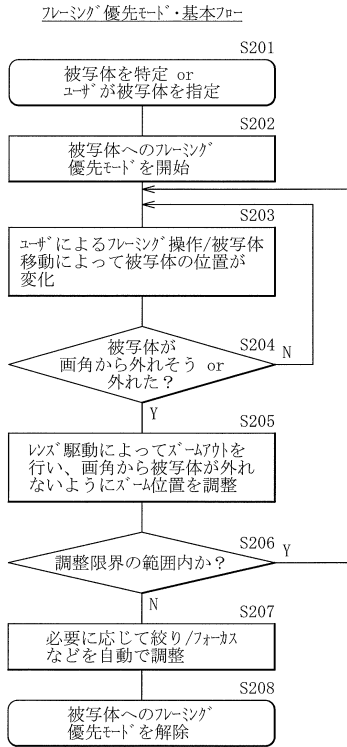 ﾌﾚｰﾐﾝｸﾞ優先ﾓｰﾄﾞ・基本ﾌﾛｰ
S201
被写体を特定 or
ﾕｰｻﾞが被写体を指定
S202
被写体へのﾌﾚｰﾐﾝｸﾞ
優先ﾓｰﾄﾞを開始
S203
ﾕｰｻﾞによるﾌﾚｰﾐﾝｸﾞ操作/被写体
移動によって被写体の位置が
変化
S204
被写体が
画角から外れそう or
外れた？
N
Y
S205
ﾚﾝｽﾞ駆動によってｽﾞｰﾑｱｳﾄを
行い、画角から被写体が外れ
ないようにｽﾞｰﾑ位置を調整
S206
調整限界の範囲内か？
Y
N
S207
必要に応じて絞り/ﾌｫｰｶｽ
などを自動で調整
S208
被写体へのﾌﾚｰﾐﾝｸﾞ
優先ﾓｰﾄﾞを解除